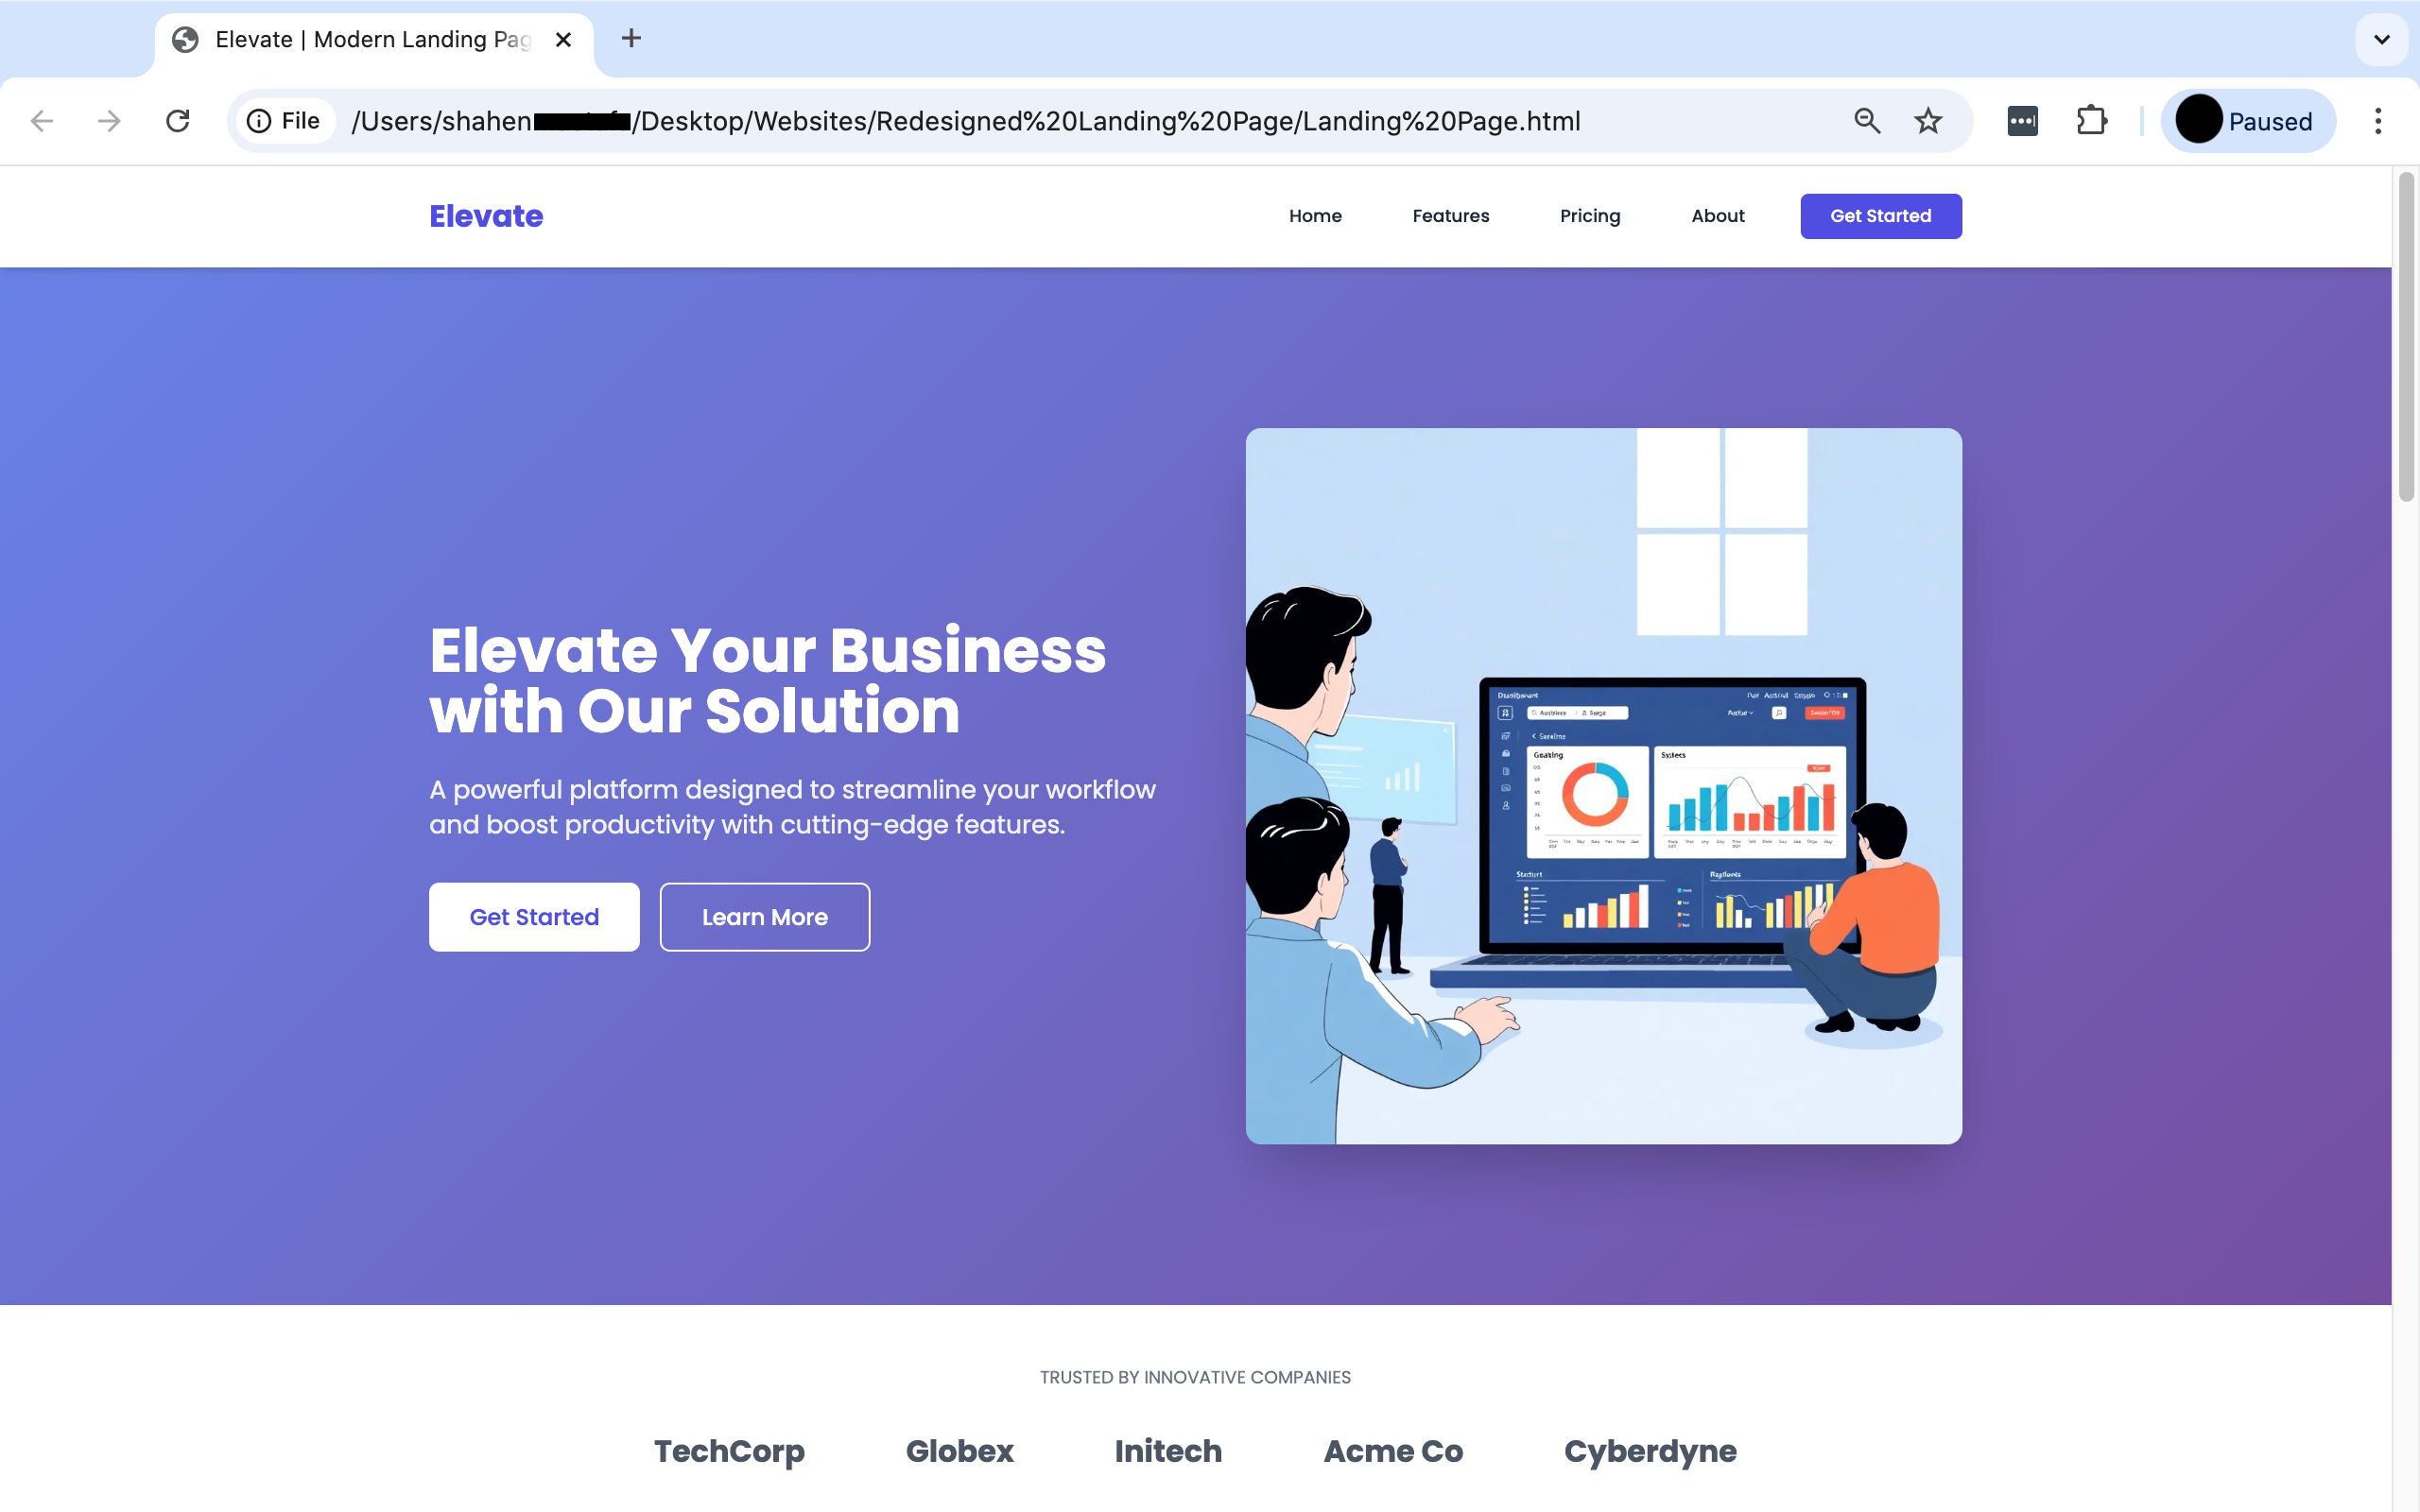 Elevate | Modern Landing Pag
File
/Users/shahen
/Desktop/Websites/Redesigned%20Landing%20Page/Landing%20Page.html
Paused
Elevate
Home
Features
Pricing
About
Get Started
Elevate Your Business
with Our Solution
A powerful platform designed to streamline your workflow
and boost productivity with cutting-edge features.
Get Started
Learn More
TRUSTED BY INNOVATIVE COMPANIES
TechCorp
Globex
Initech
Acme Co
Cyberdyne